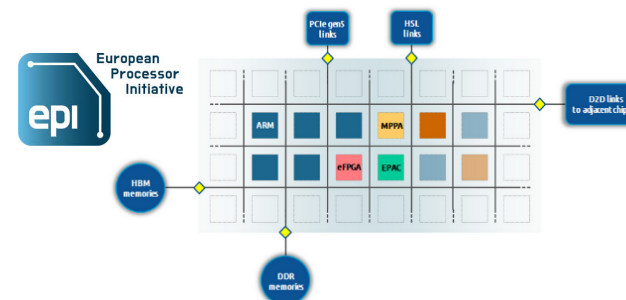 European
Processor
Initiative
epi
PCIe gen5
links
HSL
links
D2D links
to adjacent chip
ARM
MPPA
eFPGA
EPAC
HBM
memories
DDR
memories